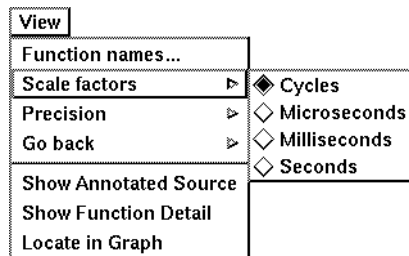 View
Function names...
Scale factors
Precision
Go back
Show Annotated Source
Show Function Detail
Locate in Graph
Cycles
Microseconds
Milliseconds
Seconds